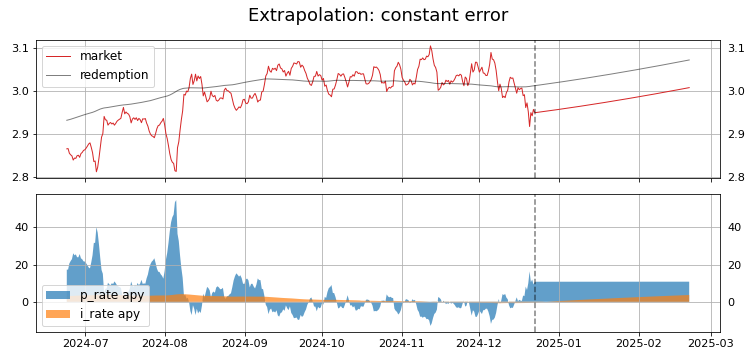 Extrapolation: constant error
3.1 3.1
market
redemption
3.0 3.0
2.9 2.9
2.8 2.8
40 40
20 20
p_rate apy
0 0
i_rate apy
2024-07 2024-08 2024-09 2024-10 2024-11 2024-12 2025-01 2025-02 2025-03